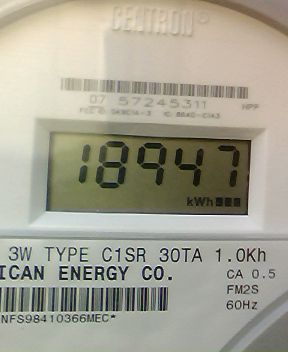 CENTRON®
07 57245311 HPP
18947
kWh
3W TYPE C1SR 30TA 1.0Kh
ICAN ENERGY CO. CA 0.5
FM2S
NFS98410366MEC* 60Hz